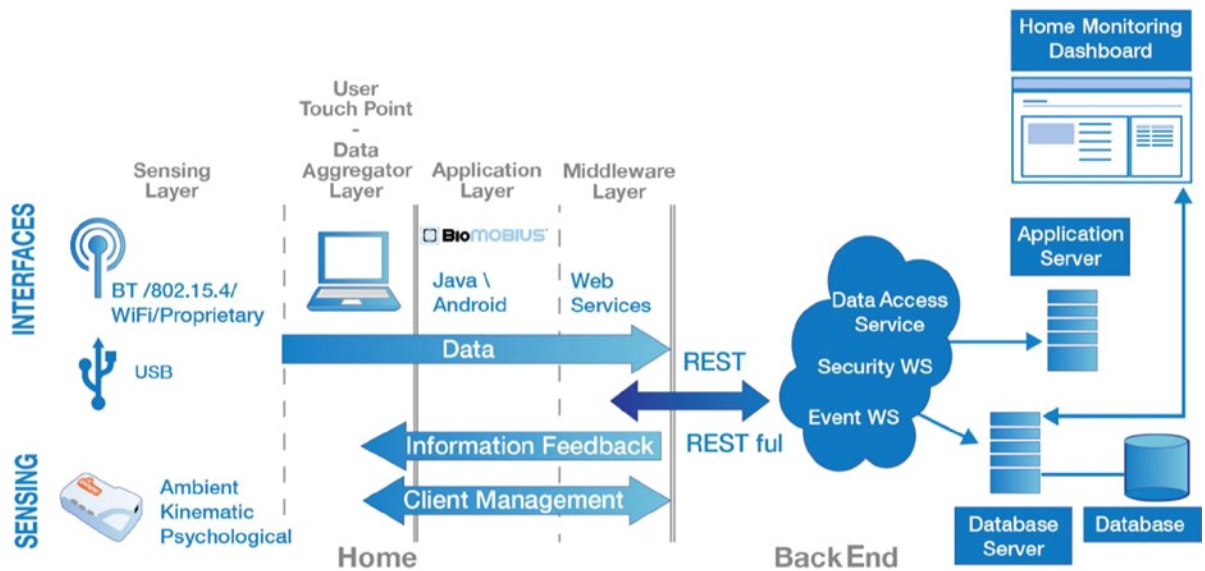 Home Monitoring
Dashboard
User
Touch Point
-
Data
Aggregator
Layer
Sensing
Layer
Application
Layer
Middleware
Layer
INTERFACES
BT /802.15.4/
WiFi/Proprietary
USB
BioMOBIUS
Java \
Android
Web
Services
Data
REST
REST ful
Information Feedback
Client Management
Data Access
Service
Security WS
Event WS
Application
Server
SENSING
Ambient
Kinematic
Psychological
Home
Back End
Database
Server
Database